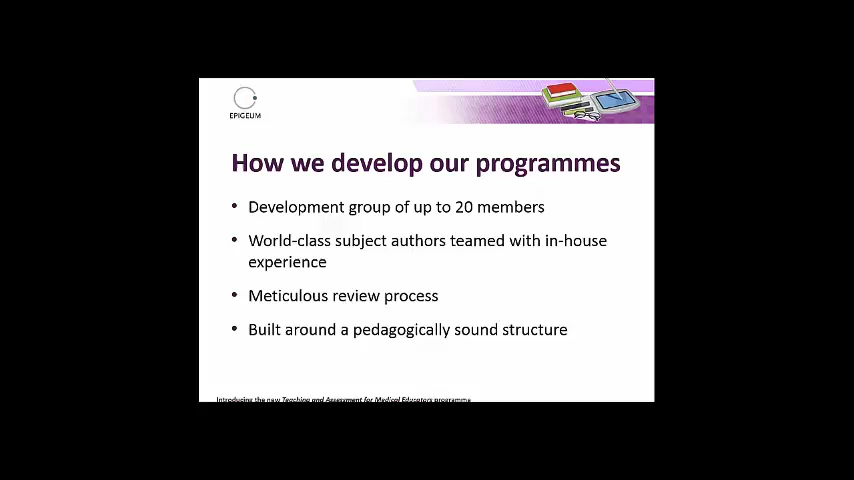 EPIGEUM
How we develop our programmes
• Development group of up to 20 members
• World-class subject authors teamed with in-house
experience
• Meticulous review process
• Built around a pedagogically sound structure
Introducing the new Teaching and Assessment for Medical Educators programme